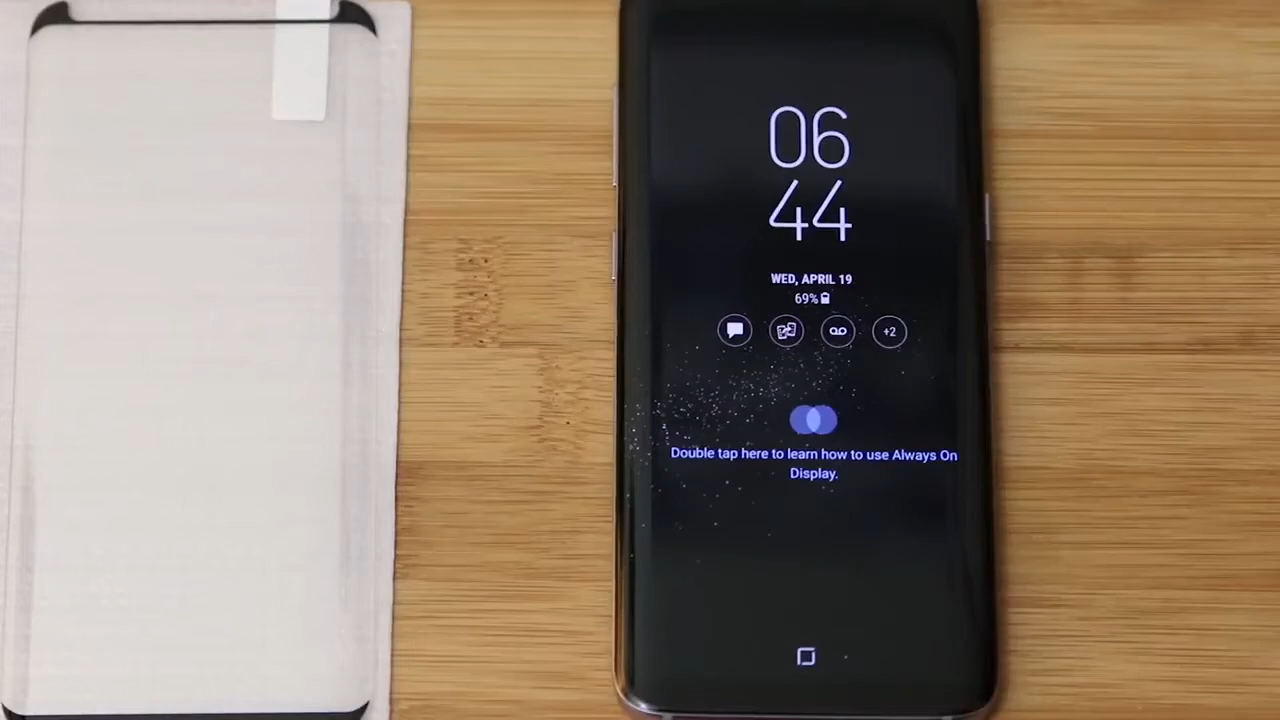 06
44
WED, APRIL 19
69%
+2
Double tap here to learn how to use Always On
Display.